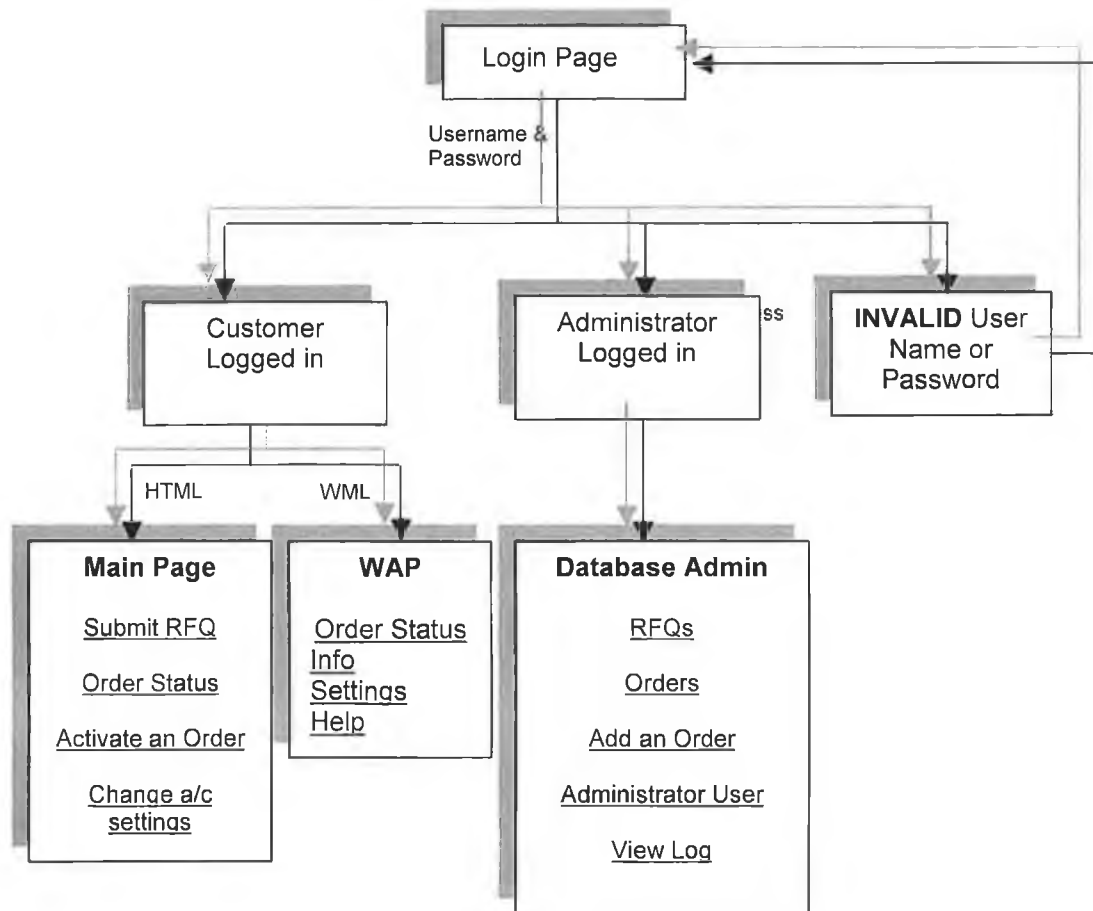 Login Page
Username &
Password
Customer
Logged in
Administrator
Logged in
ss
INVALID User
Name or
Password
HTML
WML
Main Page
Submit RFQ
Order Status
Activate an Order
Change a/c
settings
WAP
Order Status
Info
Settings
Help
Database Admin
RFQs
Orders
Add an Order
Administrator User
View Log